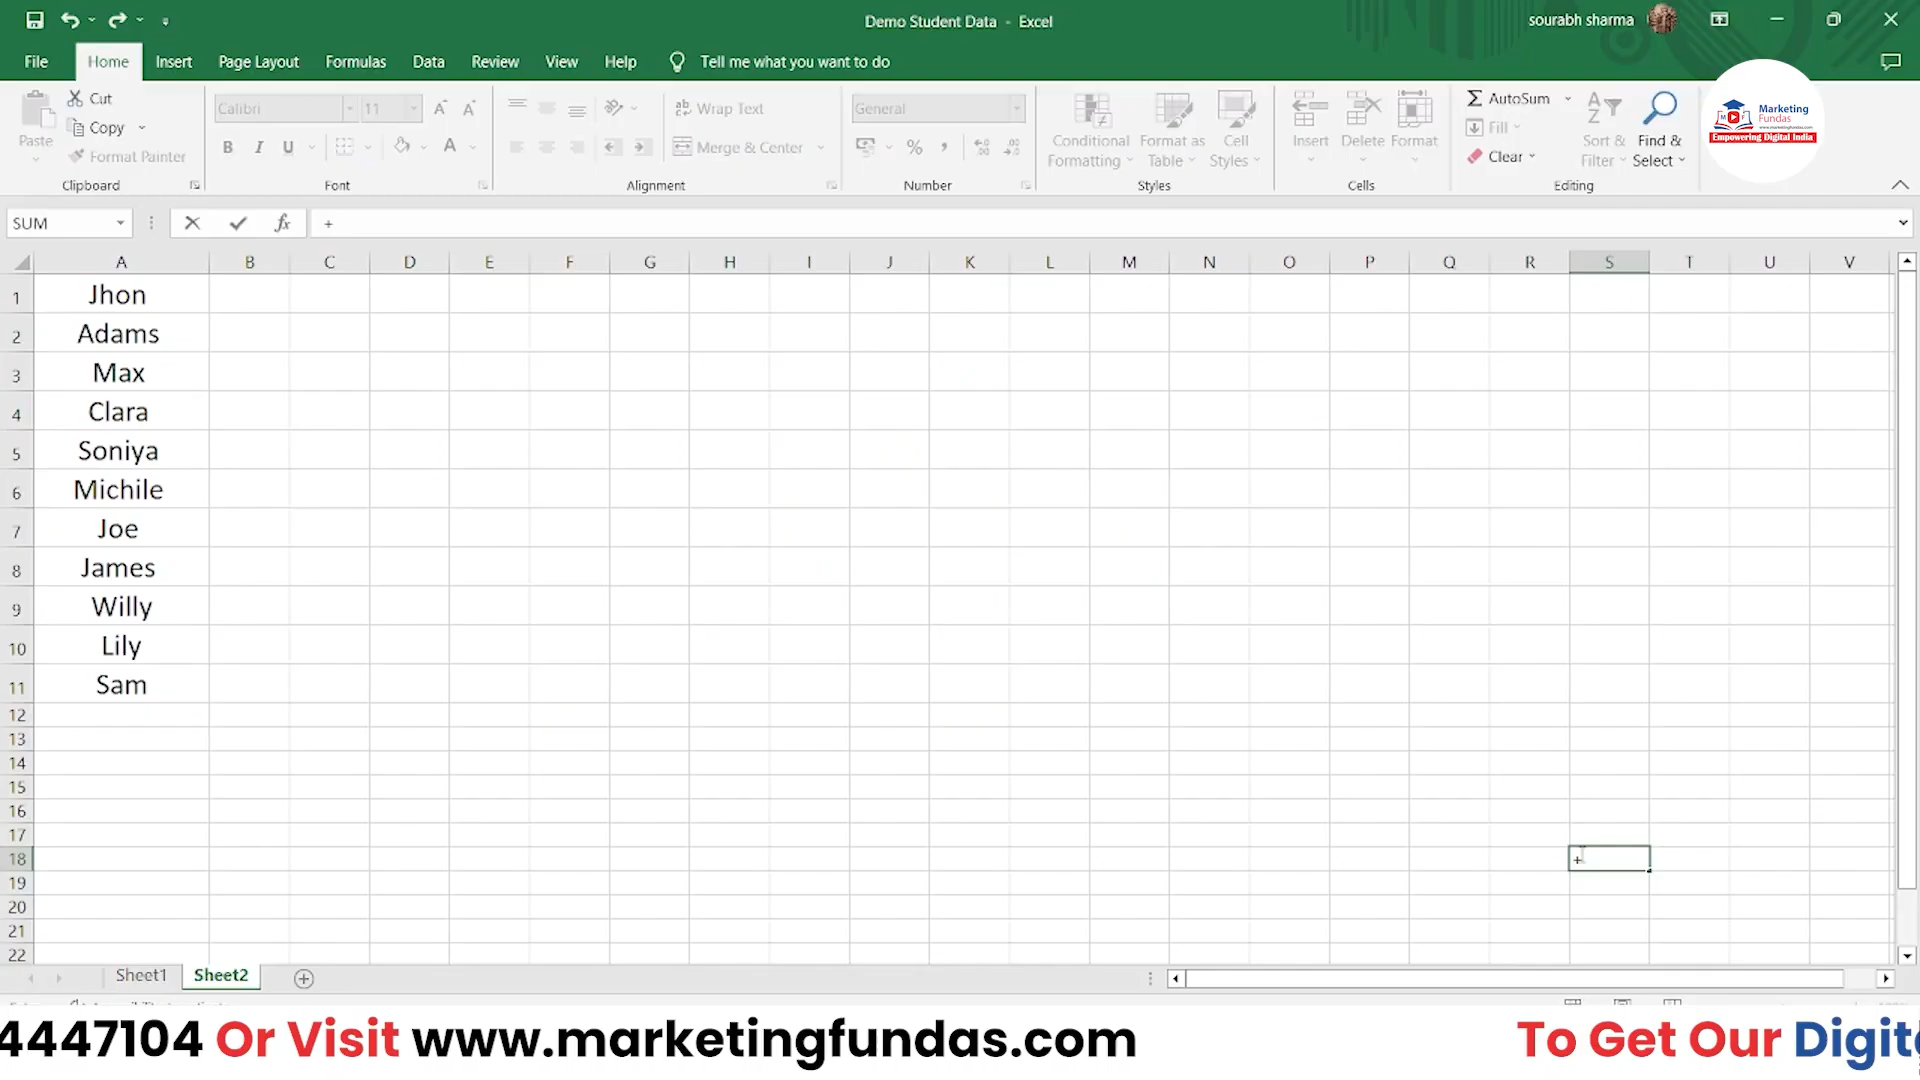 Demo Student Data - Excel
sourabh sharma
File Home Insert Page Layout Formulas Data Review View Help Tell me what you want to do
Marketing
Fundas
www.marketingfundas.com
Empowering Digital India
Paste
Cut
Copy
Format Painter
Clipboard
Calibri 11
B I U
Font
Wrap Text
Merge & Center
Alignment
General
% ,
Number
Conditional
Formatting
Format as
Table
Cell
Styles
Styles
Insert Delete Format
Cells
AutoSum
Fill
Clear
Sort &
Filter
Find &
Select
Editing
SUM fx +
A B C D E F G H I J K L M N O P Q R S T U V
1 Jhon
2 Adams
3 Max
4 Clara
5 Soniya
6 Michile
7 Joe
8 James
9 Willy
10 Lily
11 Sam
12
13
14
15
16
17
18 +
19
20
21
22
Sheet1 Sheet2
4447104 Or Visit www.marketingfundas.com To Get Our Digit